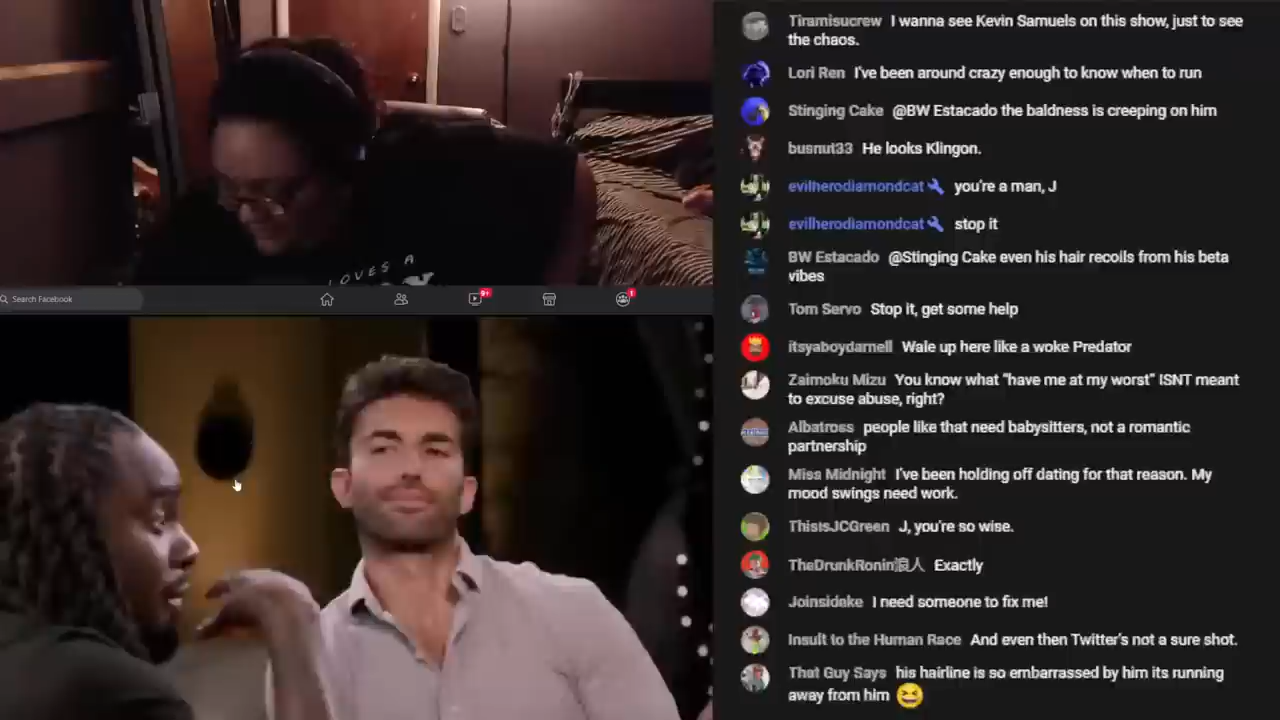 LOVES A
Search Facebook
9+
1
Tiramisucrew I wanna see Kevin Samuels on this show, just to see
the chaos.
Lori Ren I've been around crazy enough to know when to run
Stinging Cake @BW Estacado the baldness is creeping on him
busnut33 He looks Klingon.
evilherodiamondcat you're a man, J
evilherodiamondcat stop it
BW Estacado @Stinging Cake even his hair recoils from his beta
vibes
Tom Servo Stop it, get some help
itsyaboydarnell Wale up here like a woke Predator
Zaimoku Mizu You know what "have me at my worst" ISNT meant
to excuse abuse, right?
Albatross people like that need babysitters, not a romantic
partnership
Miss Midnight I've been holding off dating for that reason. My
mood swings need work.
ThisIsJCGreen J, you're so wise.
TheDrunkRonin浪人 Exactly
Joinsideke I need someone to fix me!
Insult to the Human Race And even then Twitter's not a sure shot.
That Guy Says his hairline is so embarrassed by him its running
away from him